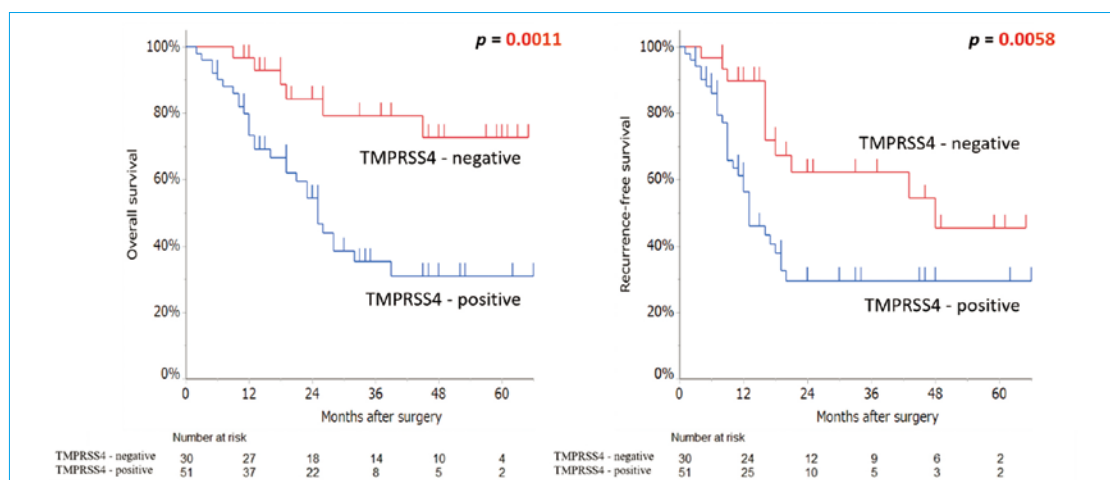 p = 0.0011
100%
80%
60%
40%
20%
0%
Overall survival
TMPRSS4 - negative
TMPRSS4 - positive
0 12 24 36 48 60
Months after surgery
Number at risk
TMPRSS4 - negative 30 27 18 14 10 4
TMPRSS4 - positive 51 37 22 8 5 2
p = 0.0058
100%
80%
60%
40%
20%
0%
Recurrence-free survival
TMPRSS4 - negative
TMPRSS4 - positive
0 12 24 36 48 60
Months after surgery
Number at risk
TMPRSS4 - negative 30 24 12 9 6 2
TMPRSS4 - positive 51 25 10 5 3 2